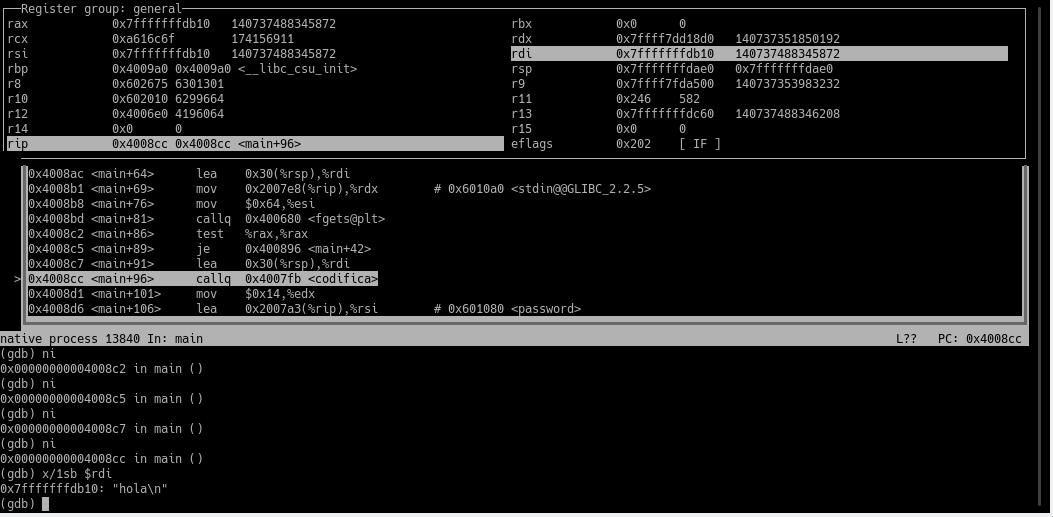 Register group: general
rax 0x7fffffffdb10 140737488345872 rbx 0x0 0
rcx 0xa616c6f 174156911 rdx 0x7ffff7dd18d0 140737351850192
rsi 0x7fffffffdb10 140737488345872 rdi 0x7fffffffdb10 140737488345872
rbp 0x4009a0 0x4009a0 <__libc_csu_init> rsp 0x7fffffffdae0 0x7fffffffdae0
r8 0x602675 6301301 r9 0x7ffff7fda500 140737353983232
r10 0x602010 6299664 r11 0x246 582
r12 0x4006e0 4196064 r13 0x7fffffffdc60 140737488346208
r14 0x0 0 r15 0x0 0
rip 0x4008cc 0x4008cc <main+96> eflags 0x202 [ IF ]
0x4008ac <main+64> lea 0x30(%rsp),%rdi
0x4008b1 <main+69> mov 0x2007e8(%rip),%rdx # 0x6010a0 <stdin@@GLIBC_2.2.5>
0x4008b8 <main+76> mov $0x64,%esi
0x4008bd <main+81> callq 0x400680 <fgets@plt>
0x4008c2 <main+86> test %rax,%rax
0x4008c5 <main+89> je 0x400896 <main+42>
0x4008c7 <main+91> lea 0x30(%rsp),%rdi
>0x4008cc <main+96> callq 0x4007fb <codifica>
0x4008d1 <main+101> mov $0x14,%edx
0x4008d6 <main+106> lea 0x2007a3(%rip),%rsi # 0x601080 <password>
native process 13840 In: main L?? PC: 0x4008cc
(gdb) ni
0x00000000004008c2 in main ()
(gdb) ni
0x00000000004008c5 in main ()
(gdb) ni
0x00000000004008c7 in main ()
(gdb) ni
0x00000000004008cc in main ()
(gdb) x/1sb $rdi
0x7fffffffdb10: "hola\n"
(gdb)